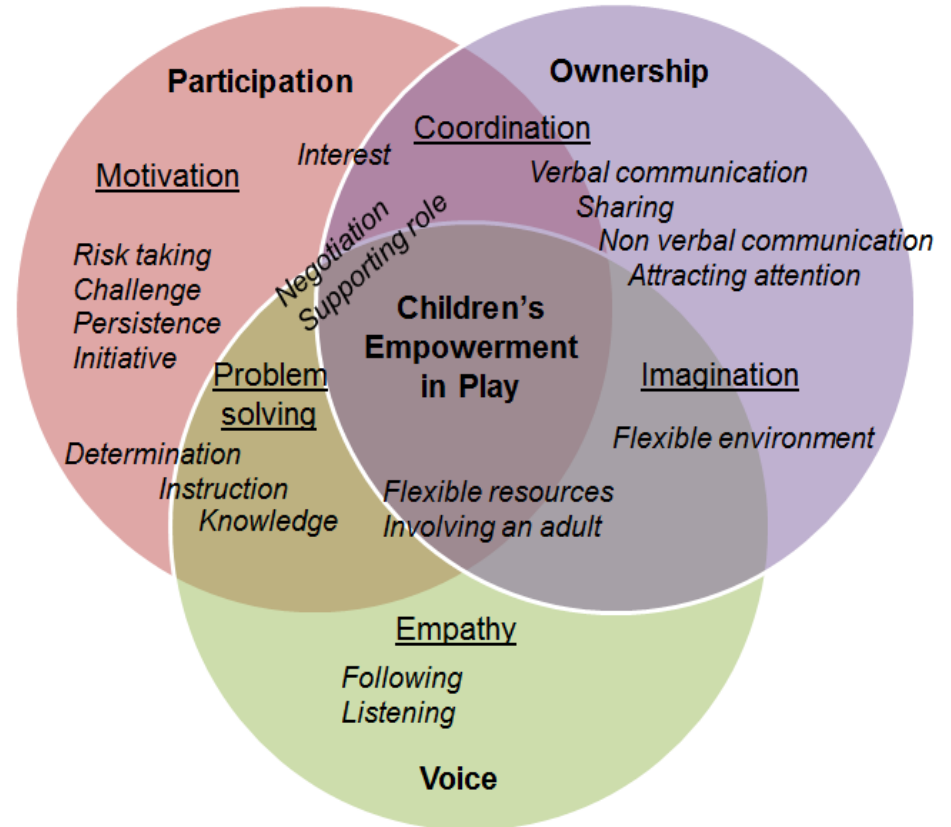 Participation
Ownership
Coordination
Interest
Motivation
Verbal communication
Sharing
Non verbal communication
Attracting attention
Negotiation
Supporting role
Risk taking
Challenge
Persistence
Initiative
Children's
Empowerment
in Play
Problem
solving
Imagination
Flexible environment
Determination
Instruction
Knowledge
Flexible resources
Involving an adult
Empathy
Following
Listening
Voice